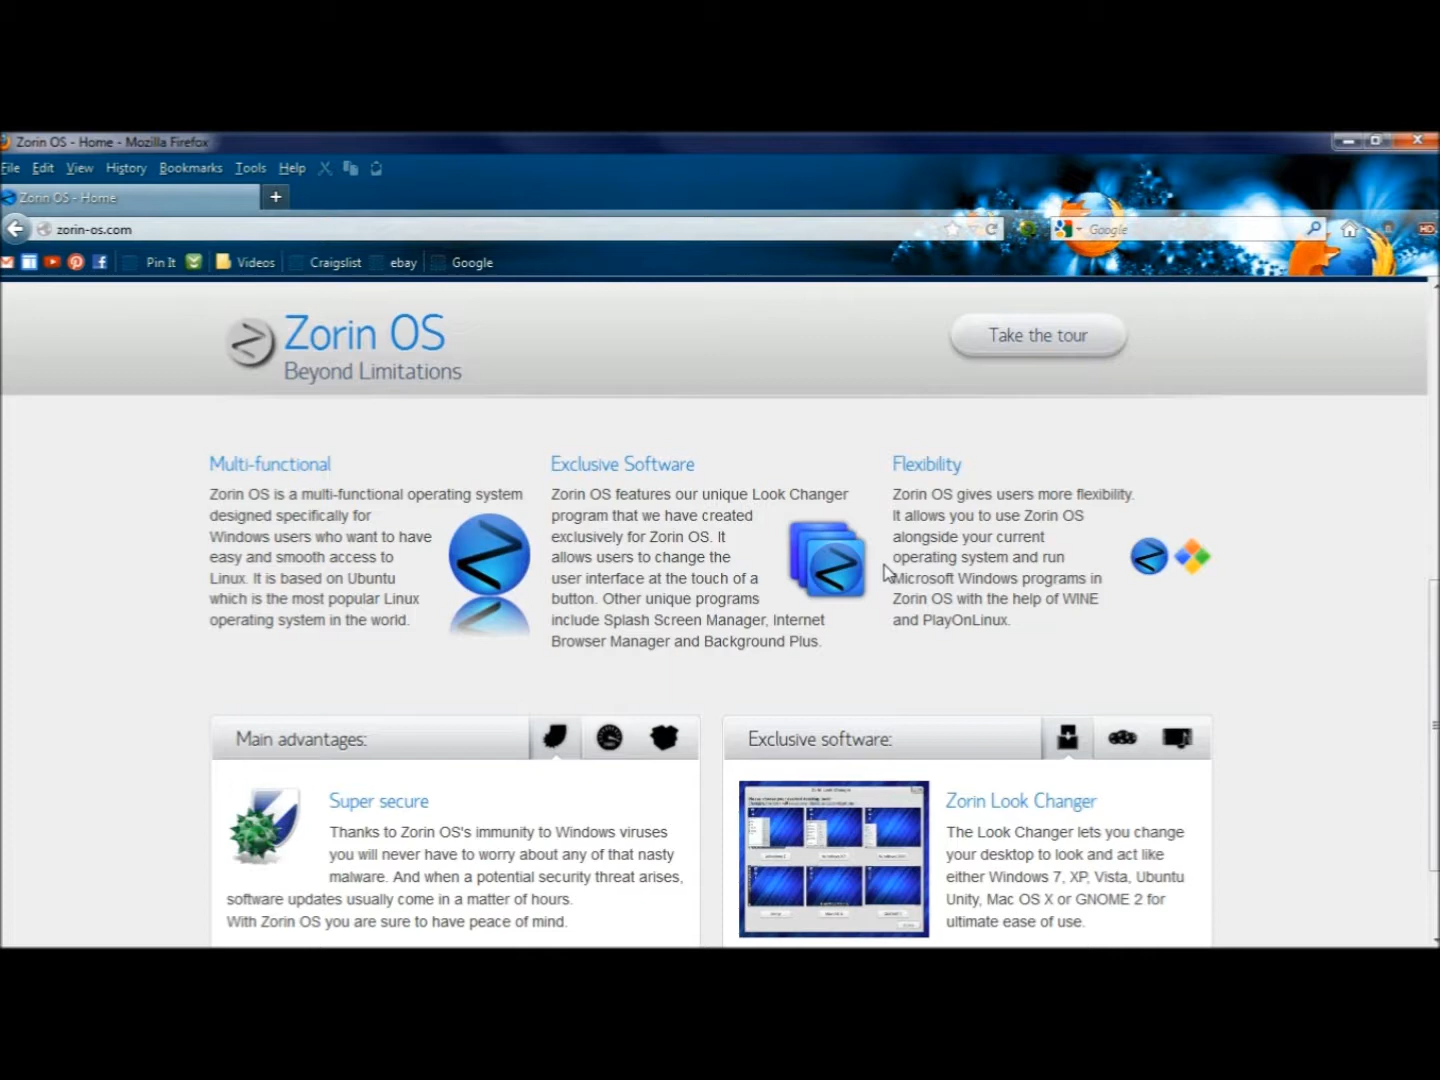 Zorin OS - Home - Mozilla Firefox
File Edit View History Bookmarks Tools Help
Zorin OS - Home
zorin-os.com
Google
HD
Pin It Videos Craigslist ebay Google
Zorin OS
Beyond Limitations
Take the tour
Multi-functional
Zorin OS is a multi-functional operating system
designed specifically for
Windows users who want to have
easy and smooth access to
Linux. It is based on Ubuntu
which is the most popular Linux
operating system in the world.
Exclusive Software
Zorin OS features our unique Look Changer
program that we have created
exclusively for Zorin OS. It
allows users to change the
user interface at the touch of a
button. Other unique programs
include Splash Screen Manager, Internet
Browser Manager and Background Plus.
Flexibility
Zorin OS gives users more flexibility.
It allows you to use Zorin OS
alongside your current
operating system and run
Microsoft Windows programs in
Zorin OS with the help of WINE
and PlayOnLinux.
Main advantages:
Super secure
Thanks to Zorin OS's immunity to Windows viruses
you will never have to worry about any of that nasty
malware. And when a potential security threat arises,
software updates usually come in a matter of hours.
With Zorin OS you are sure to have peace of mind.
Exclusive software:
Zorin Look Changer
The Look Changer lets you change
your desktop to look and act like
either Windows 7, XP, Vista, Ubuntu
Unity, Mac OS X or GNOME 2 for
ultimate ease of use.